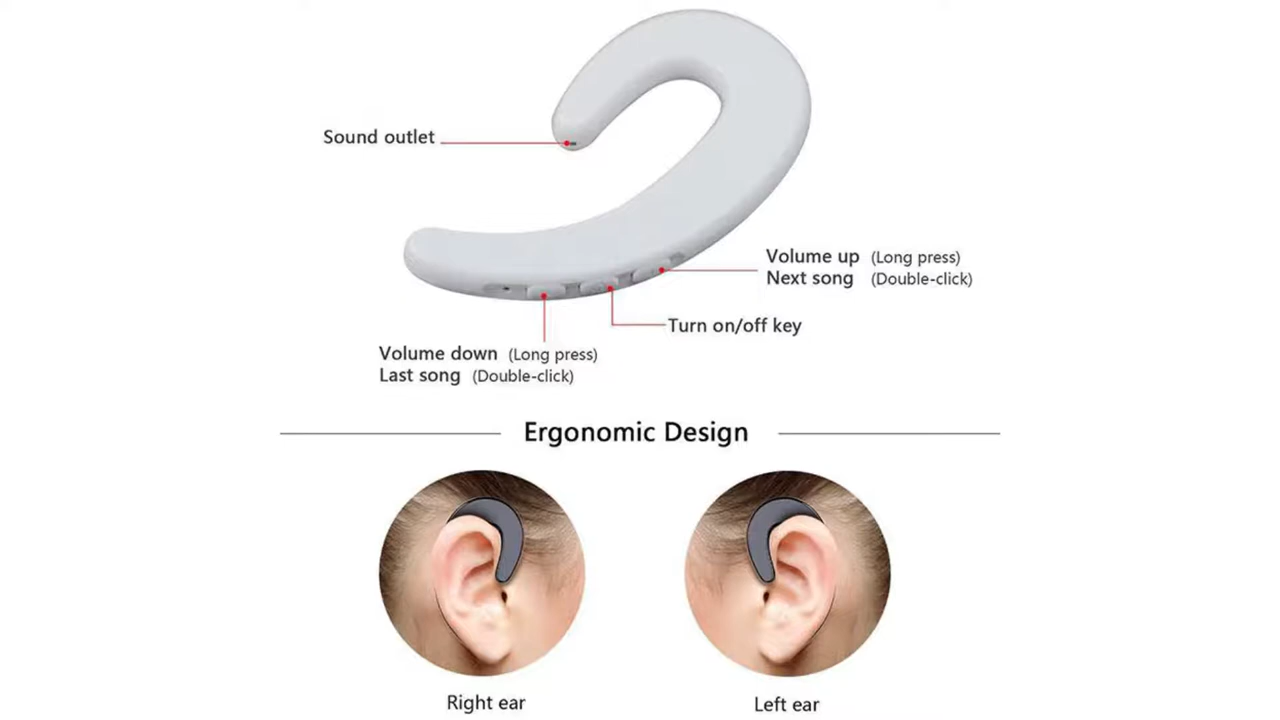 Sound outlet
Volume up (Long press)
Next song (Double-click)
Turn on/off key
Volume down (Long press)
Last song (Double-click)
Ergonomic Design
Right ear
Left ear